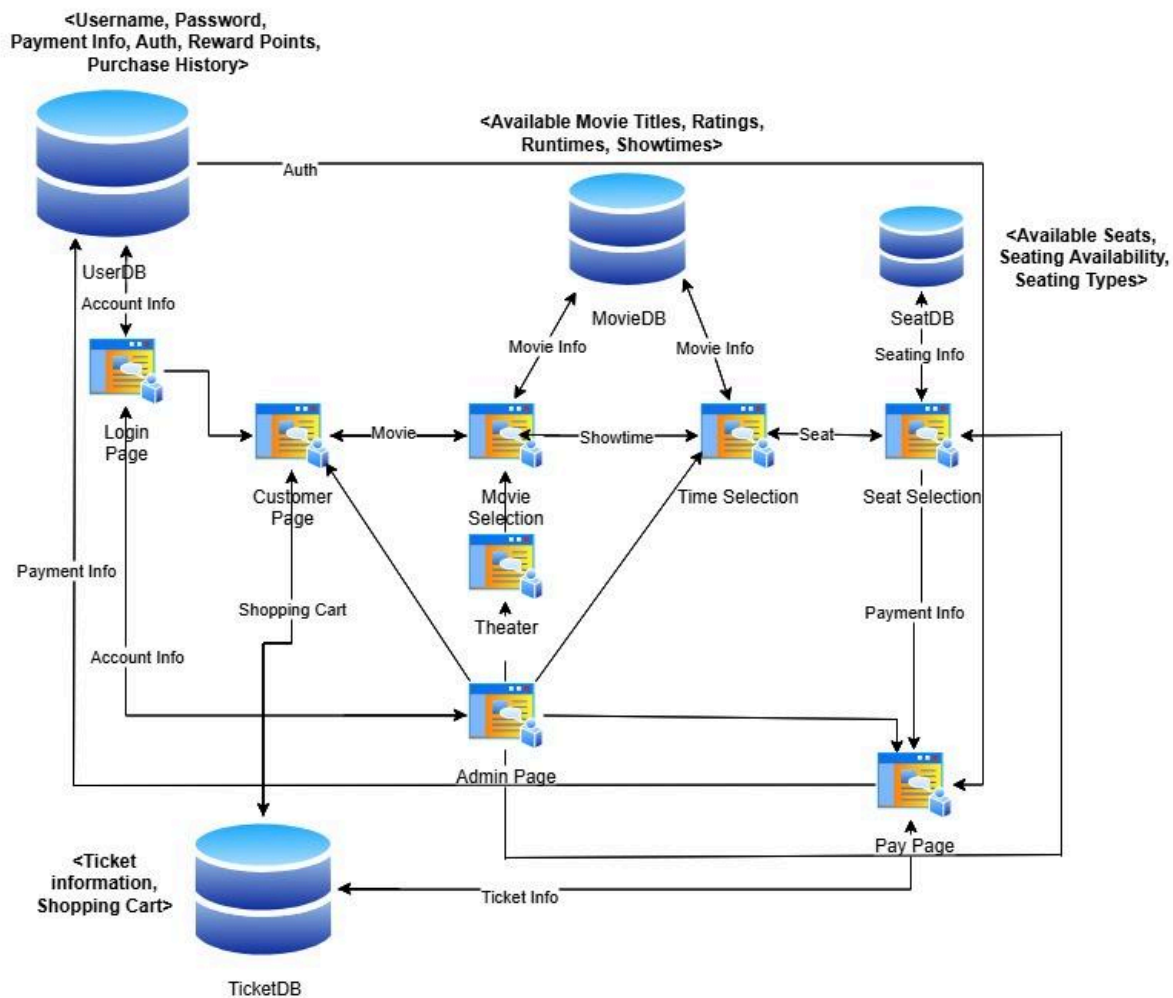 <Username, Password,
Payment Info, Auth, Reward Points,
Purchase History>
<Available Movie Titles, Ratings,
Runtimes, Showtimes>
Auth
<Available Seats,
Seating Availability,
Seating Types>
UserDB
Account Info
MovieDB
SeatDB
Movie Info
Movie Info
Seating Info
Login
Page
Movie
Showtime
Seat
Customer
Page
Movie
Selection
Time Selection
Seat Selection
Payment Info
Shopping Cart
Theater
Payment Info
Account Info
Admin Page
Pay Page
<Ticket
information,
Shopping Cart>
Ticket Info
TicketDB